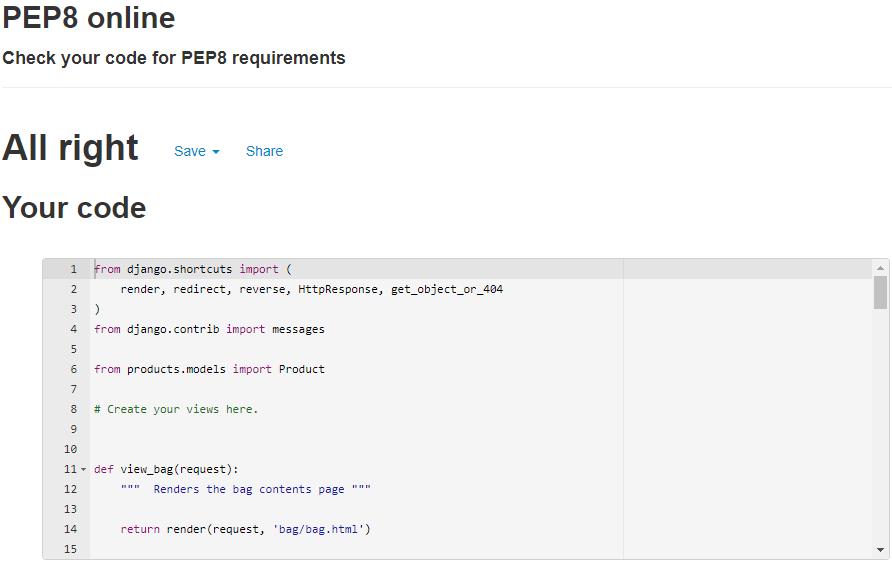 PEP8 online
Check your code for PEP8 requirements
All right Save Share
Your code
1 from django.shortcuts import (
2     render, redirect, reverse, HttpResponse, get_object_or_404
3 )
4 from django.contrib import messages
5
6 from products.models import Product
7
8 # Create your views here.
9
10
11 def view_bag(request):
12     """  Renders the bag contents page """
13
14     return render(request, 'bag/bag.html')
15